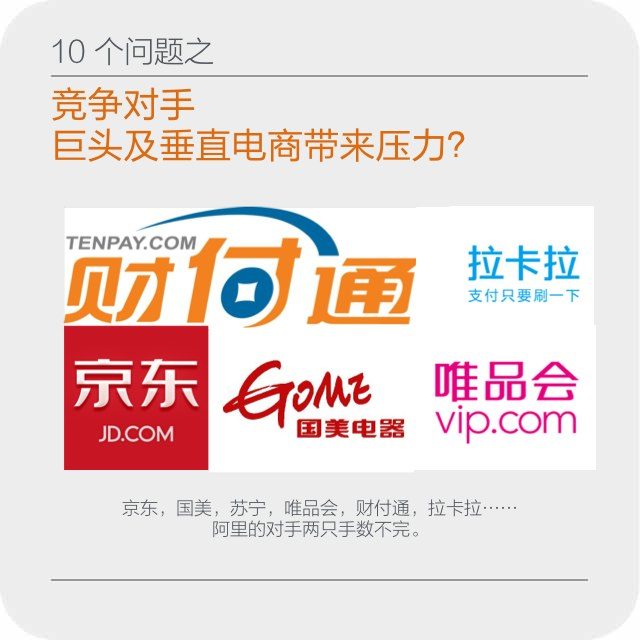 10 个问题之
竞争对手
巨头及垂直电商带来压力?
TENPAY.COM
财付通
拉卡拉
支付只要刷一下
京东
JD.COM
GOME
国美电器
唯品会
vip.com
京东，国美，苏宁，唯品会，财付通，拉卡拉……
阿里的对手两只手数不完。